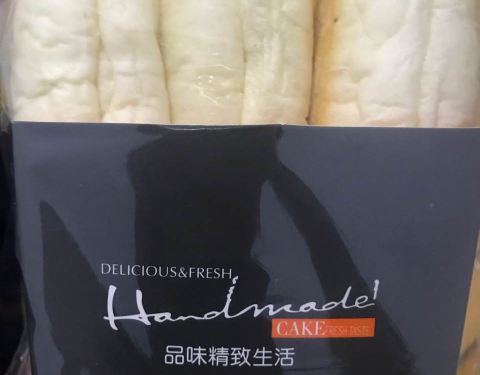 DELICIOUS&FRESH
Handmade!
CAKE FRESH TASTE
品味精致生活